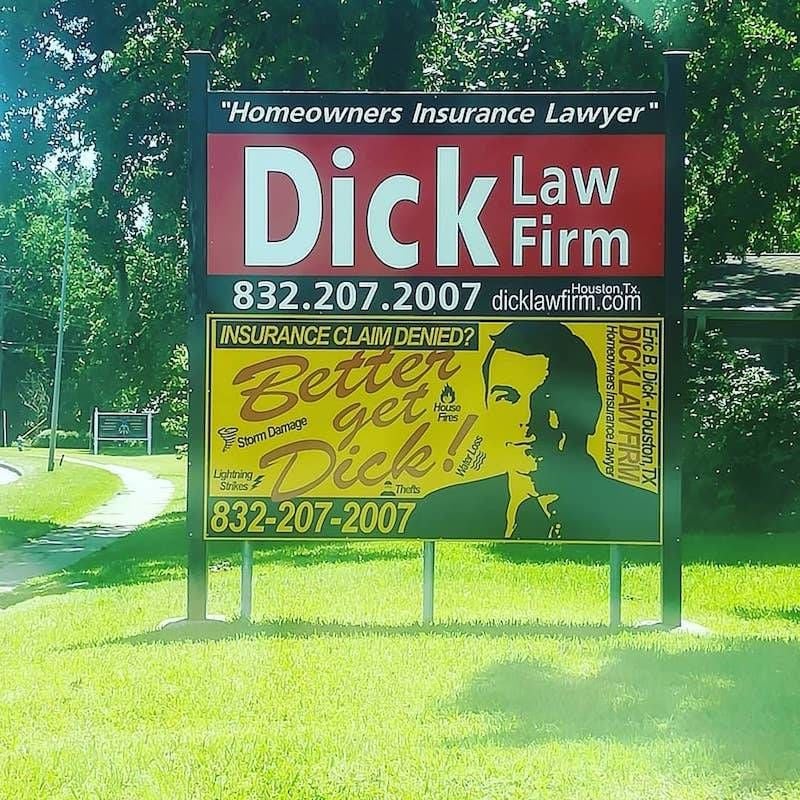 "Homeowners Insurance Lawyer"
Dick Law
Firm
832.207.2007 dicklawfirm.com
Houston,Tx.
INSURANCE CLAIM DENIED?
Better
get
Dick!
House
Fires
Storm Damage
Lightning
Strikes
Thefts
Water Loss
832-207-2007
Eric B. Dick - Houston, TX
DICK LAW FIRM
Homeowners Insurance Lawyer